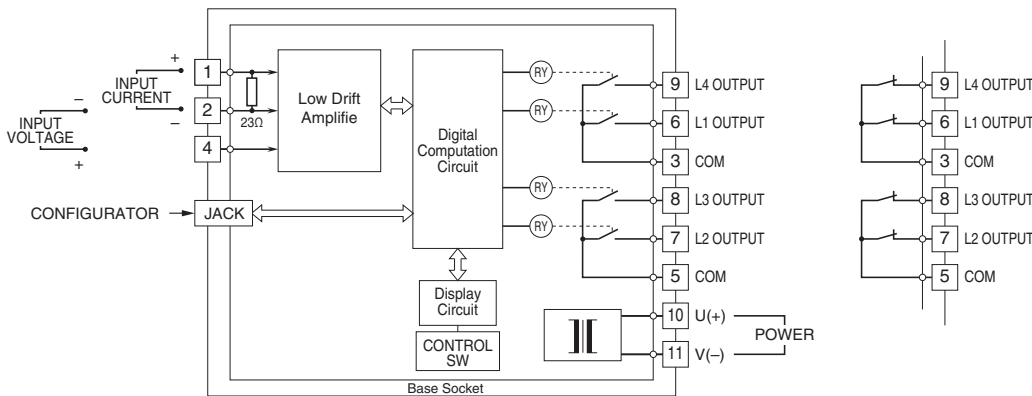 +
INPUT
CURRENT
–
–
INPUT
VOLTAGE
+
1
2
4
23Ω
Low Drift
Amplifie
Digital
Computation
Circuit
RY
RY
RY
RY
9 L4 OUTPUT
6 L1 OUTPUT
3 COM
8 L3 OUTPUT
7 L2 OUTPUT
5 COM
CONFIGURATOR
JACK
Display
Circuit
CONTROL
SW
10 U(+)
11 V(–)
POWER
Base Socket
9 L4 OUTPUT
6 L1 OUTPUT
3 COM
8 L3 OUTPUT
7 L2 OUTPUT
5 COM